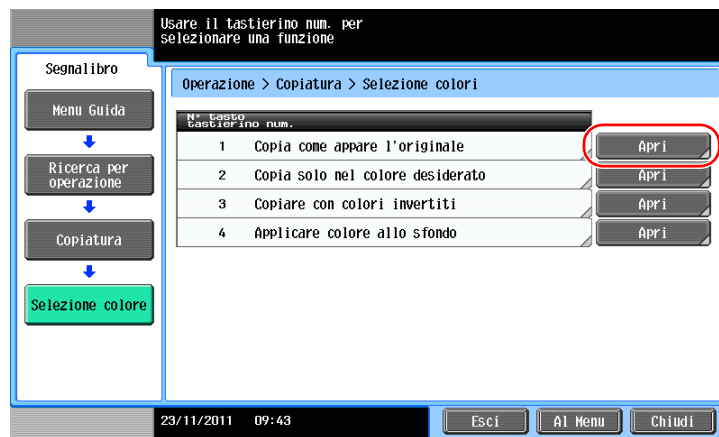 Usare il tastierino num. per
selezionare una funzione
Segnalibro
Menu Guida
Ricerca per
operazione
Copiatura
Selezione colore
Operazione > Copiatura > Selezione colori
N° tasto
tastierino num.
1 Copia come appare l'originale Apri
2 Copia solo nel colore desiderato Apri
3 Copiare con colori invertiti Apri
4 Applicare colore allo sfondo Apri
23/11/2011 09:43 Esci Al Menu Chiudi